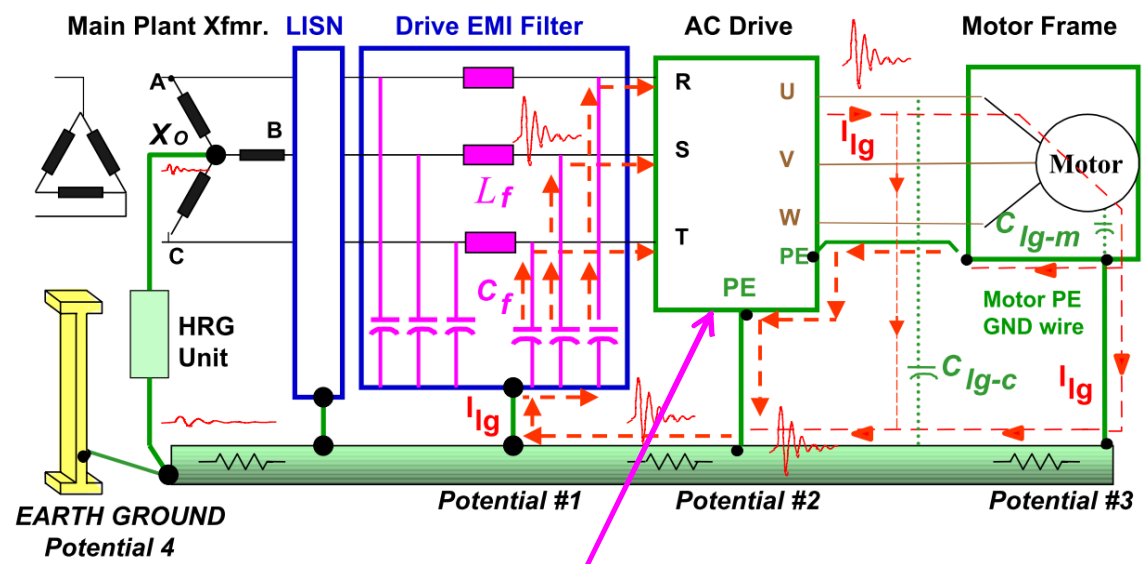 Main Plant Xfmr.
LISN
Drive EMI Filter
AC Drive
Motor Frame
A
R
U
Xo
B
S
Ilg
V
Motor
Lf
C
T
W
Clg-m
PE
Cf
PE
HRG
Unit
Motor PE
GND wire
Clg-c
Ilg
Ilg
Potential #1
Potential #2
Potential #3
EARTH GROUND
Potential 4